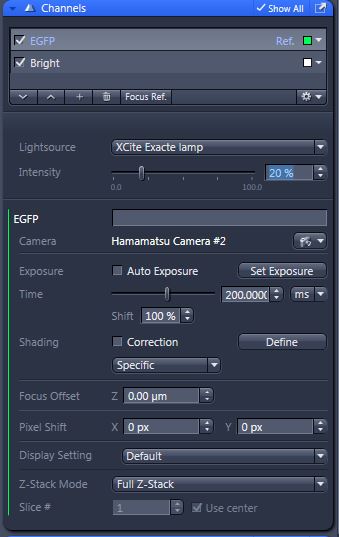 Channels Show All
EGFP Ref.
Bright
Focus Ref.
Lightsource XCite Exacte lamp
Intensity 20 %
0.0 100.0
EGFP
Camera Hamamatsu Camera #2
Exposure Auto Exposure Set Exposure
Time 200.0000 ms
Shift 100 %
Shading Correction Define
Specific
Focus Offset Z 0.00 µm
Pixel Shift X 0 px Y 0 px
Display Setting Default
Z-Stack Mode Full Z-Stack
Slice # 1 Use center